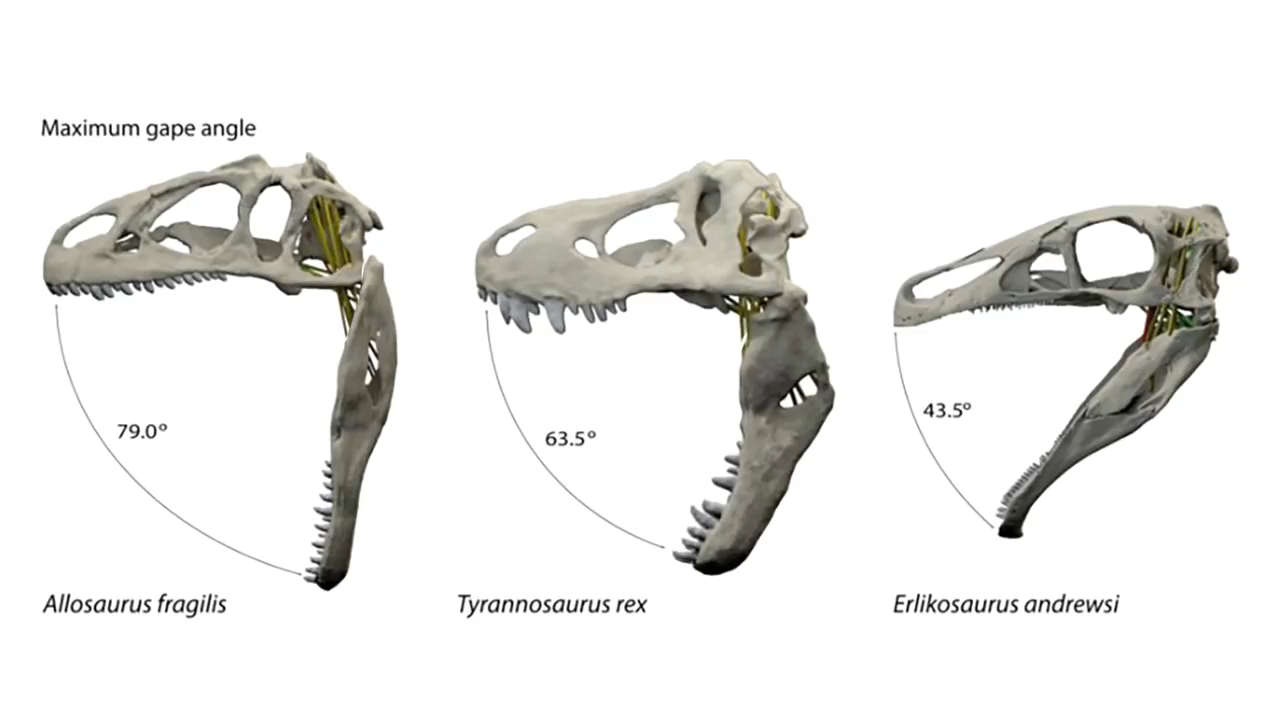 Maximum gape angle
79.0°
63.5°
43.5°
Allosaurus fragilis
Tyrannosaurus rex
Erlikosaurus andrewsi